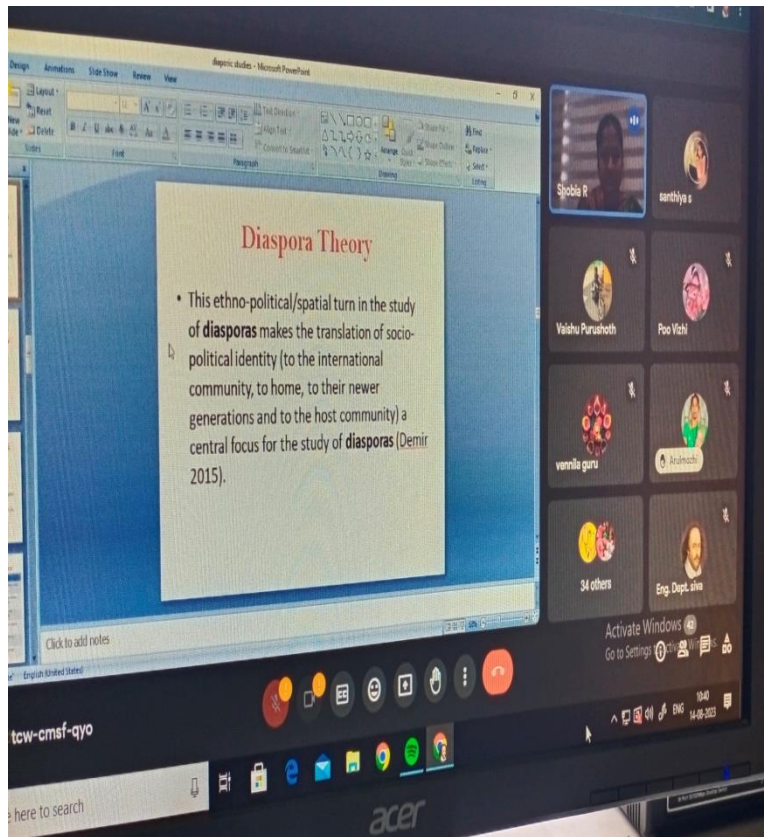 diaporic studies - Microsoft PowerPoint
Design Animations Slide Show Review View
Layout
Reset
Delete
New
Slides
Font
Text Direction
Align Text
Convert to SmartArt
Paragraph
Arrange
Quick
Styles
Shape Fill
Shape Outline
Shape Effects
Drawing
Find
Replace
Select
Editing
Diaspora Theory
• This ethno-political/spatial turn in the study
of diasporas makes the translation of socio-
political identity (to the international
community, to home, to their newer
generations and to the host community) a
central focus for the study of diasporas (Demir
2015).
Click to add notes
English (United States)
Shobia R
santhiya s
Vaishu Purushoth
Poo Vizhi
vennila guru
Arulmozhi
34 others
Eng. Dept. siva
Activate Windows
42
Go to Settings to activate Windows.
tcw-cmsf-qyo
here to search
ENG
10:40
14-08-2023
acer